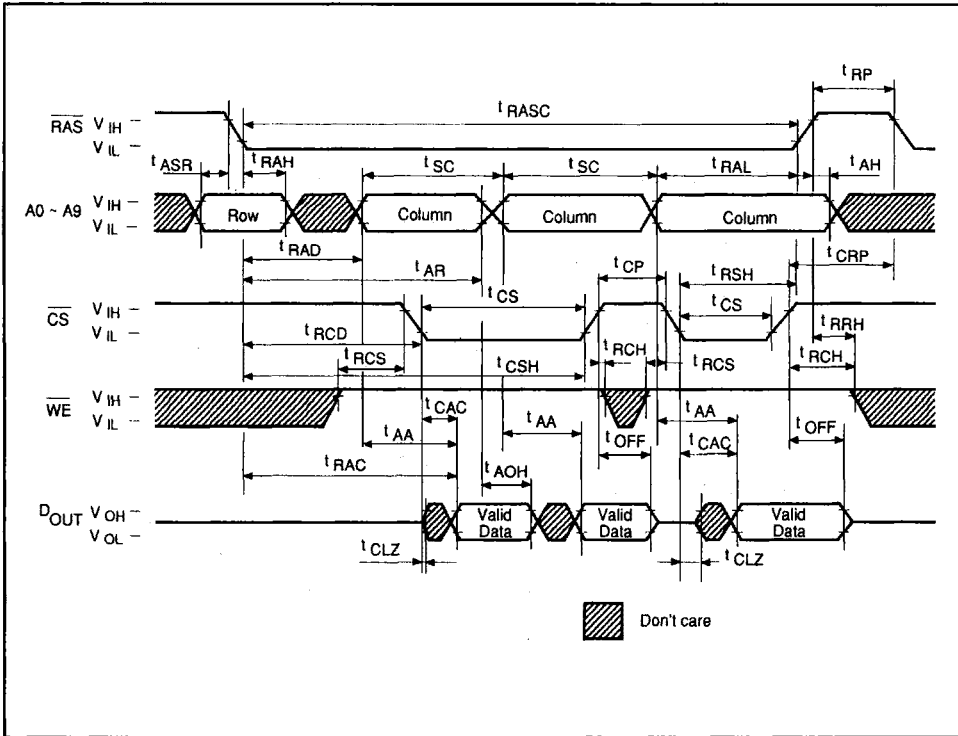 t RP
t RASC
RAS V IH
V IL
t ASR
t RAH
t SC
t SC
t RAL
t AH
A0 ~ A9 V IH
V IL
Row
Column
Column
Column
t RAD
t AR
t CP
t RSH
t CRP
t CS
t CS
CS V IH
V IL
t RCD
t RCS
t CSH
t RCH
t RCS
t RRH
t RCH
WE V IH
V IL
t CAC
t AA
t AA
t OFF
t AA
t CAC
t OFF
t RAC
t AOH
DOUT V OH
V OL
Valid Data
Valid Data
Valid Data
t CLZ
t CLZ
Don't care